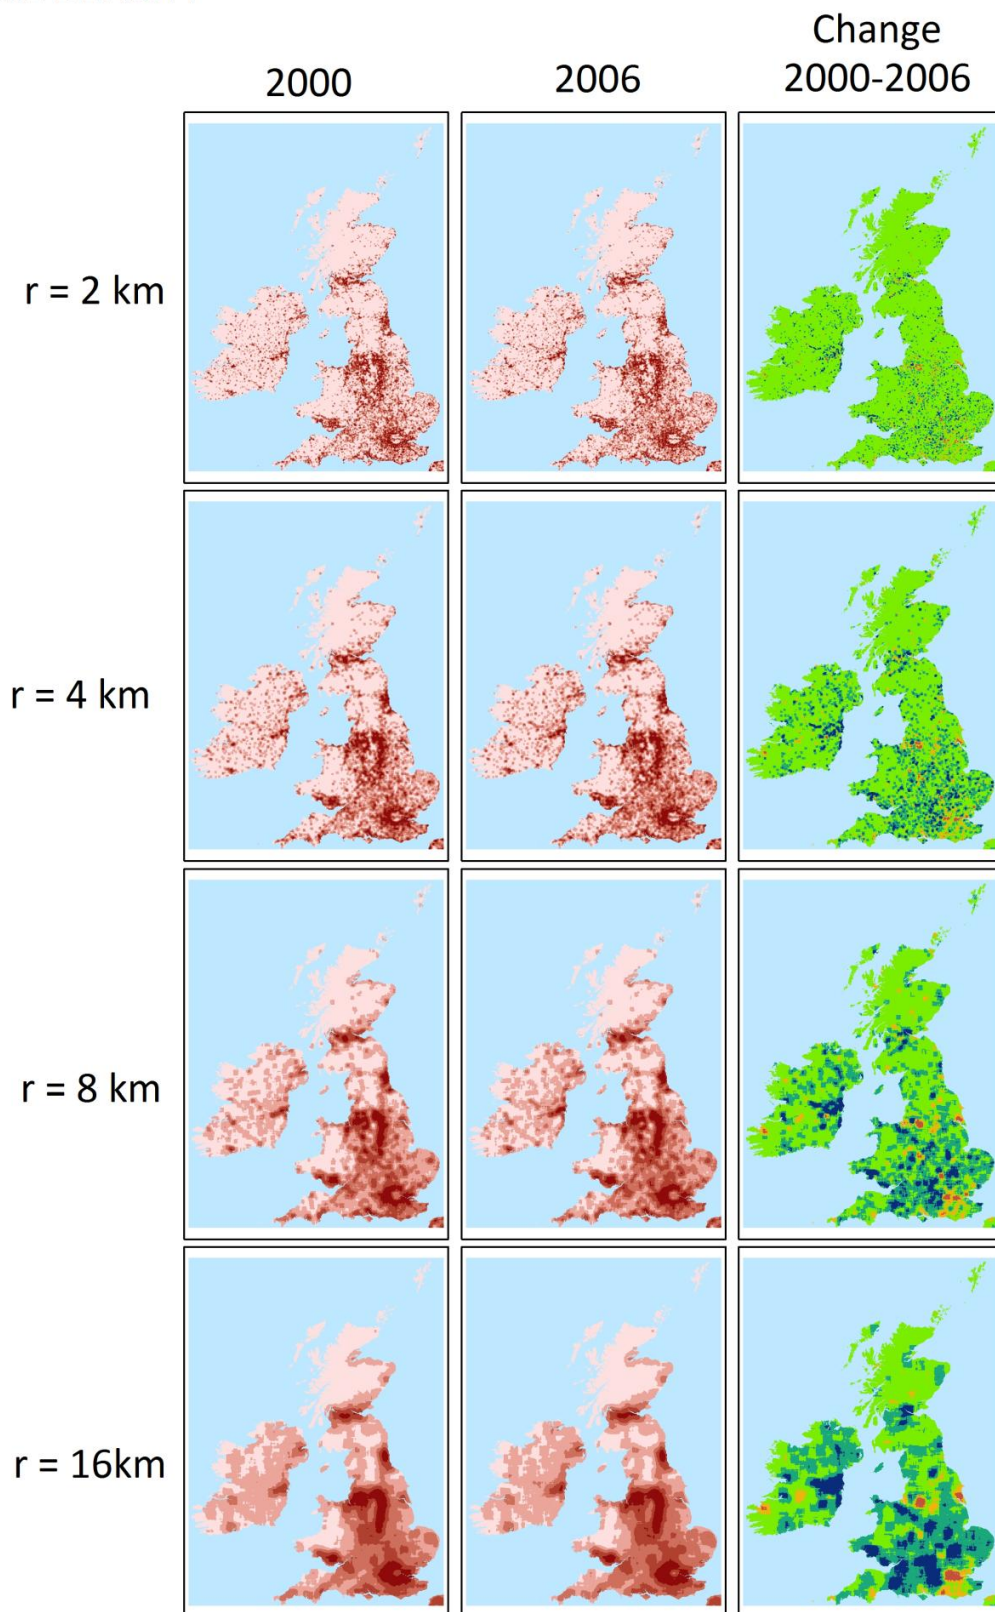 2000
2006
Change
2000-2006
r = 2 km
r = 4 km
r = 8 km
r = 16km